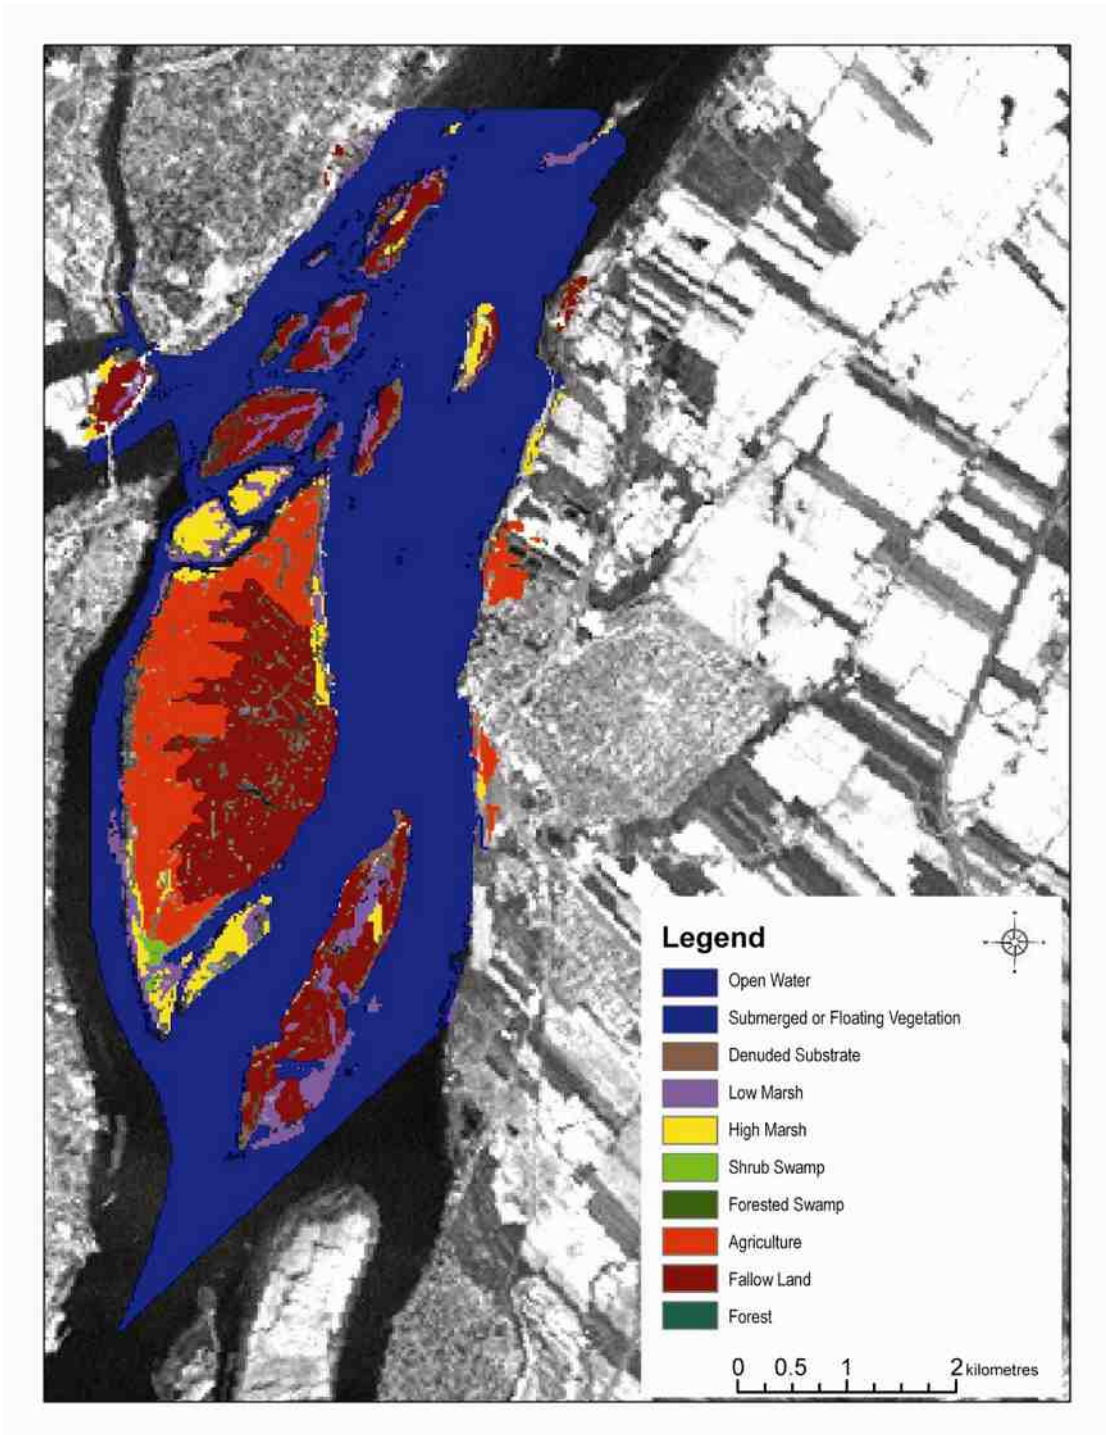 Legend
Open Water
Submerged or Floating Vegetation
Denuded Substrate
Low Marsh
High Marsh
Shrub Swamp
Forested Swamp
Agriculture
Fallow Land
Forest
0 0.5 1 2 kilometres